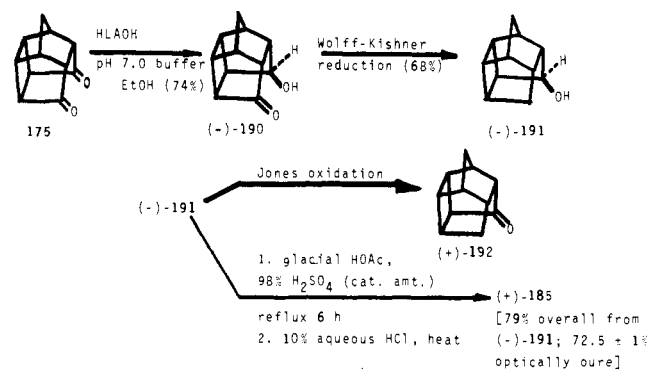 HLAOH
pH 7.0 buffer
EtOH (74%)
Wolff-Kishner
reduction (68%)
H
OH
O
O
O
H
OH
175
(-)-190
(-)-191
(-)-191
Jones oxidation
O
(+)-192
1. glacial HOAc,
98% H2SO4 (cat. amt.)
reflux 6 h
2. 10% aqueous HCl, heat
(+)-185
[79% overall from
(-)-191; 72.5 ± 1%
optically oure]